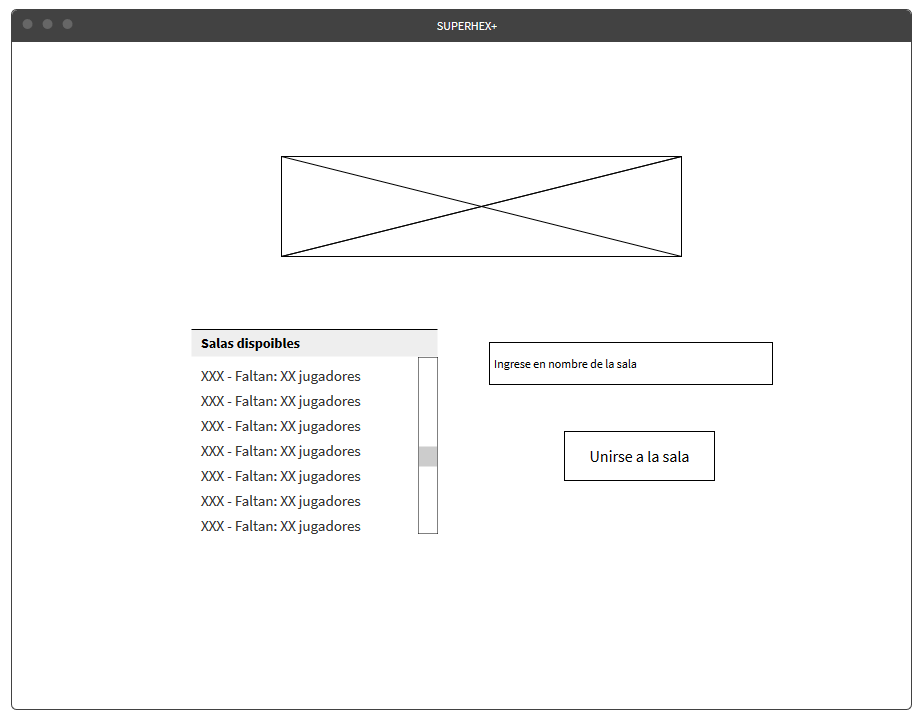 SUPERHEX+
Salas dispoibles
XXX - Faltan: XX jugadores
XXX - Faltan: XX jugadores
XXX - Faltan: XX jugadores
XXX - Faltan: XX jugadores
XXX - Faltan: XX jugadores
XXX - Faltan: XX jugadores
XXX - Faltan: XX jugadores
Ingrese en nombre de la sala
Unirse a la sala